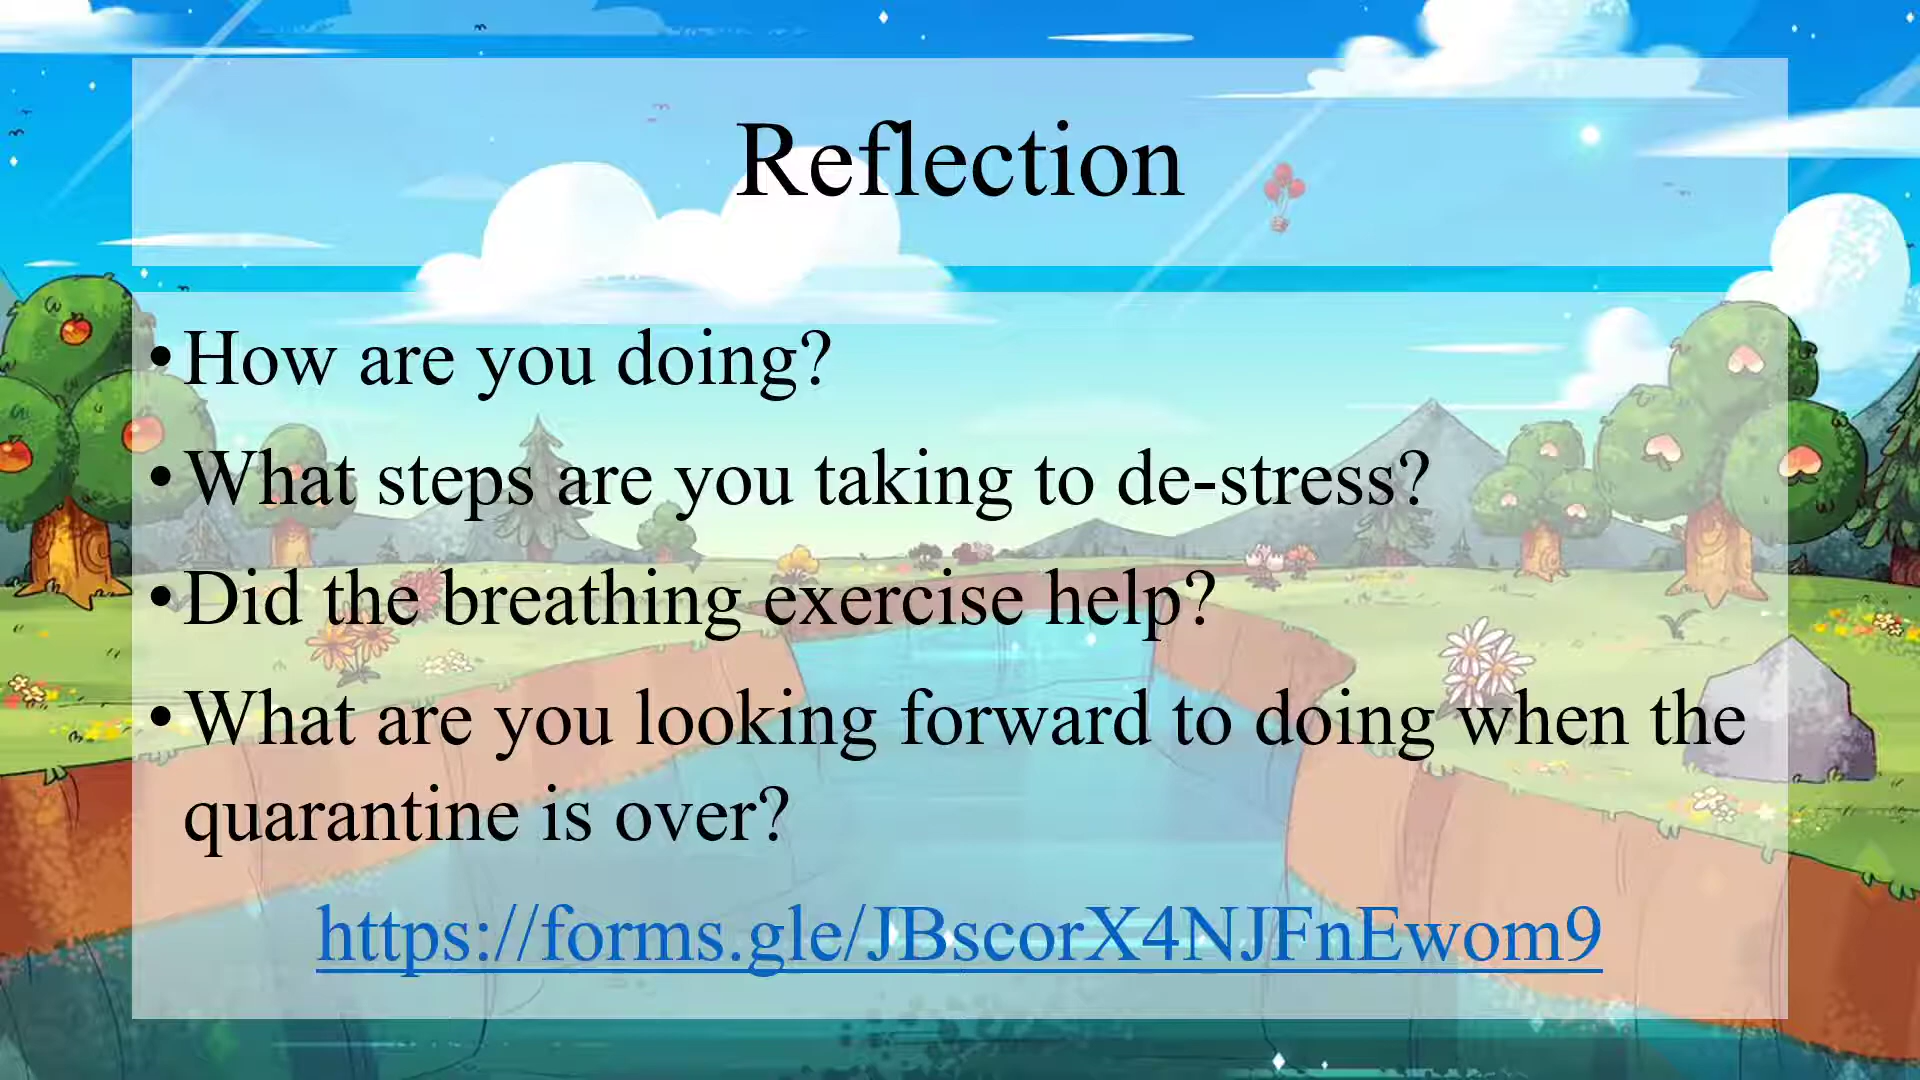 Reflection
• How are you doing?
• What steps are you taking to de-stress?
• Did the breathing exercise help?
• What are you looking forward to doing when the
quarantine is over?
https://forms.gle/JBscorX4NJFnEwom9